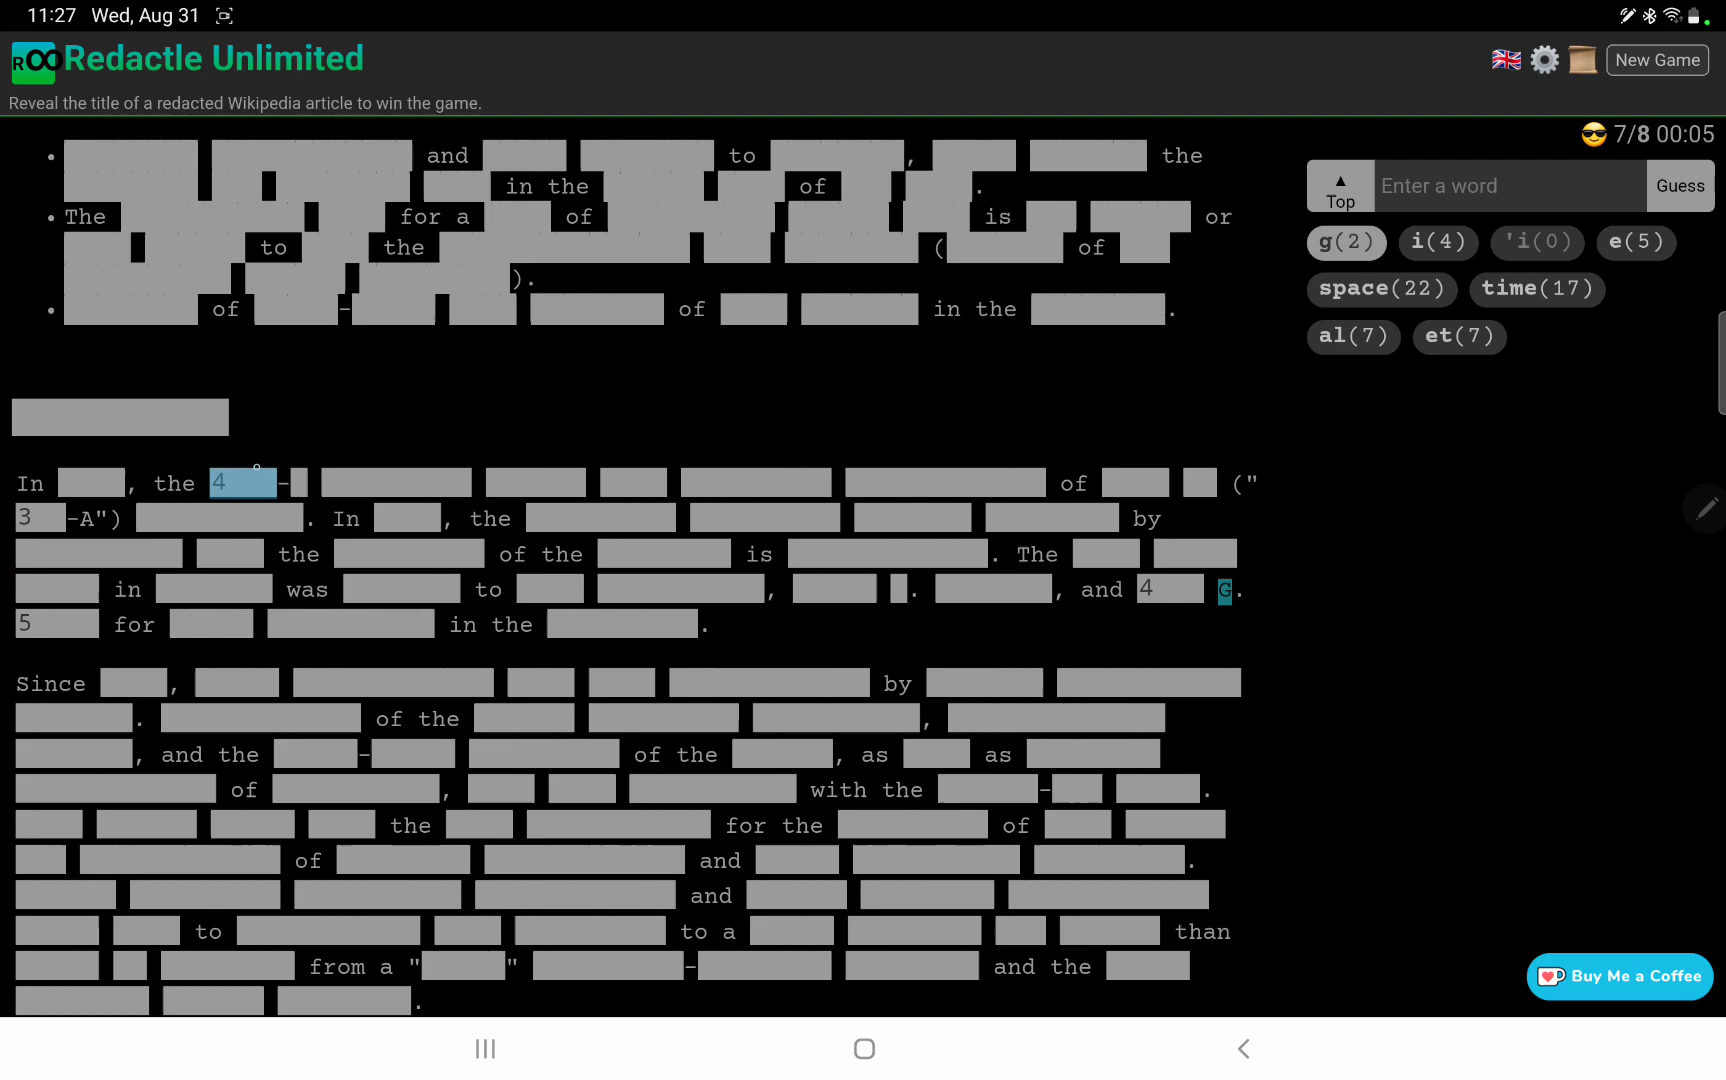 11:27 Wed, Aug 31
R∞ Redactle Unlimited
New Game
Reveal the title of a redacted Wikipedia article to win the game.
7/8 00:05
▲ Top
Enter a word
Guess
g(2) i(4) 'i(0) e(5)
space(22) time(17)
al(7) et(7)
• and to , the
in the of .
• The for a of is or
to the ( of
).
• of - of in the .
In , the 4 - of ("
3 -A") . In , the by
the of the is . The
in was to , . , and 4 G.
5 for in the .
Since , by
. of the ,
, and the - of the , as as
of , with the - .
the for the of
of and .
and
to to a than
from a " " - and the
.
Buy Me a Coffee